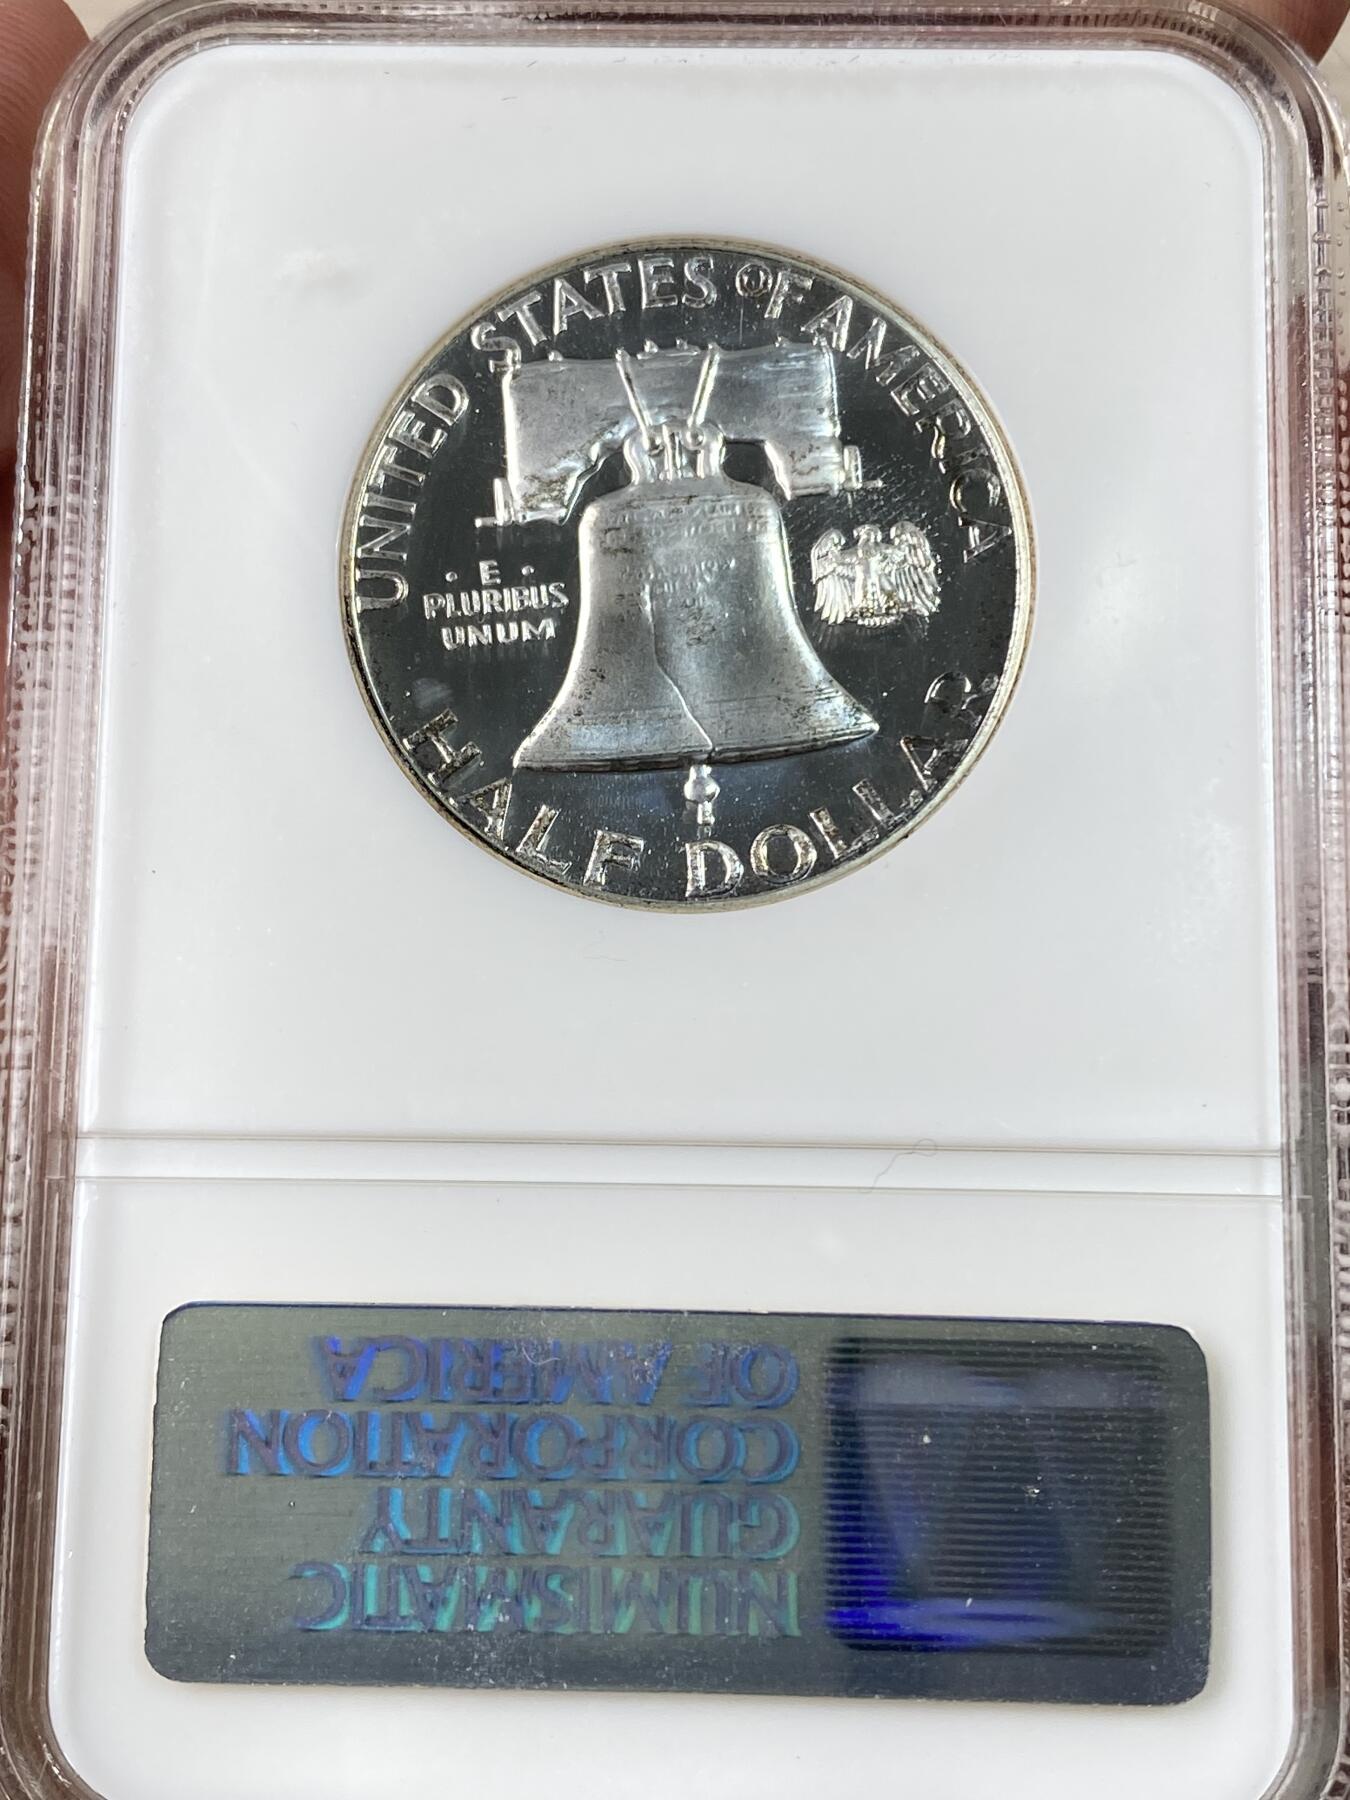 UNITED STATES OF AMERICA
· E ·
PLURIBUS
UNUM
HALF DOLLAR
NUMISMATIC
GUARANTY
CORPORATION
OF AMERICA